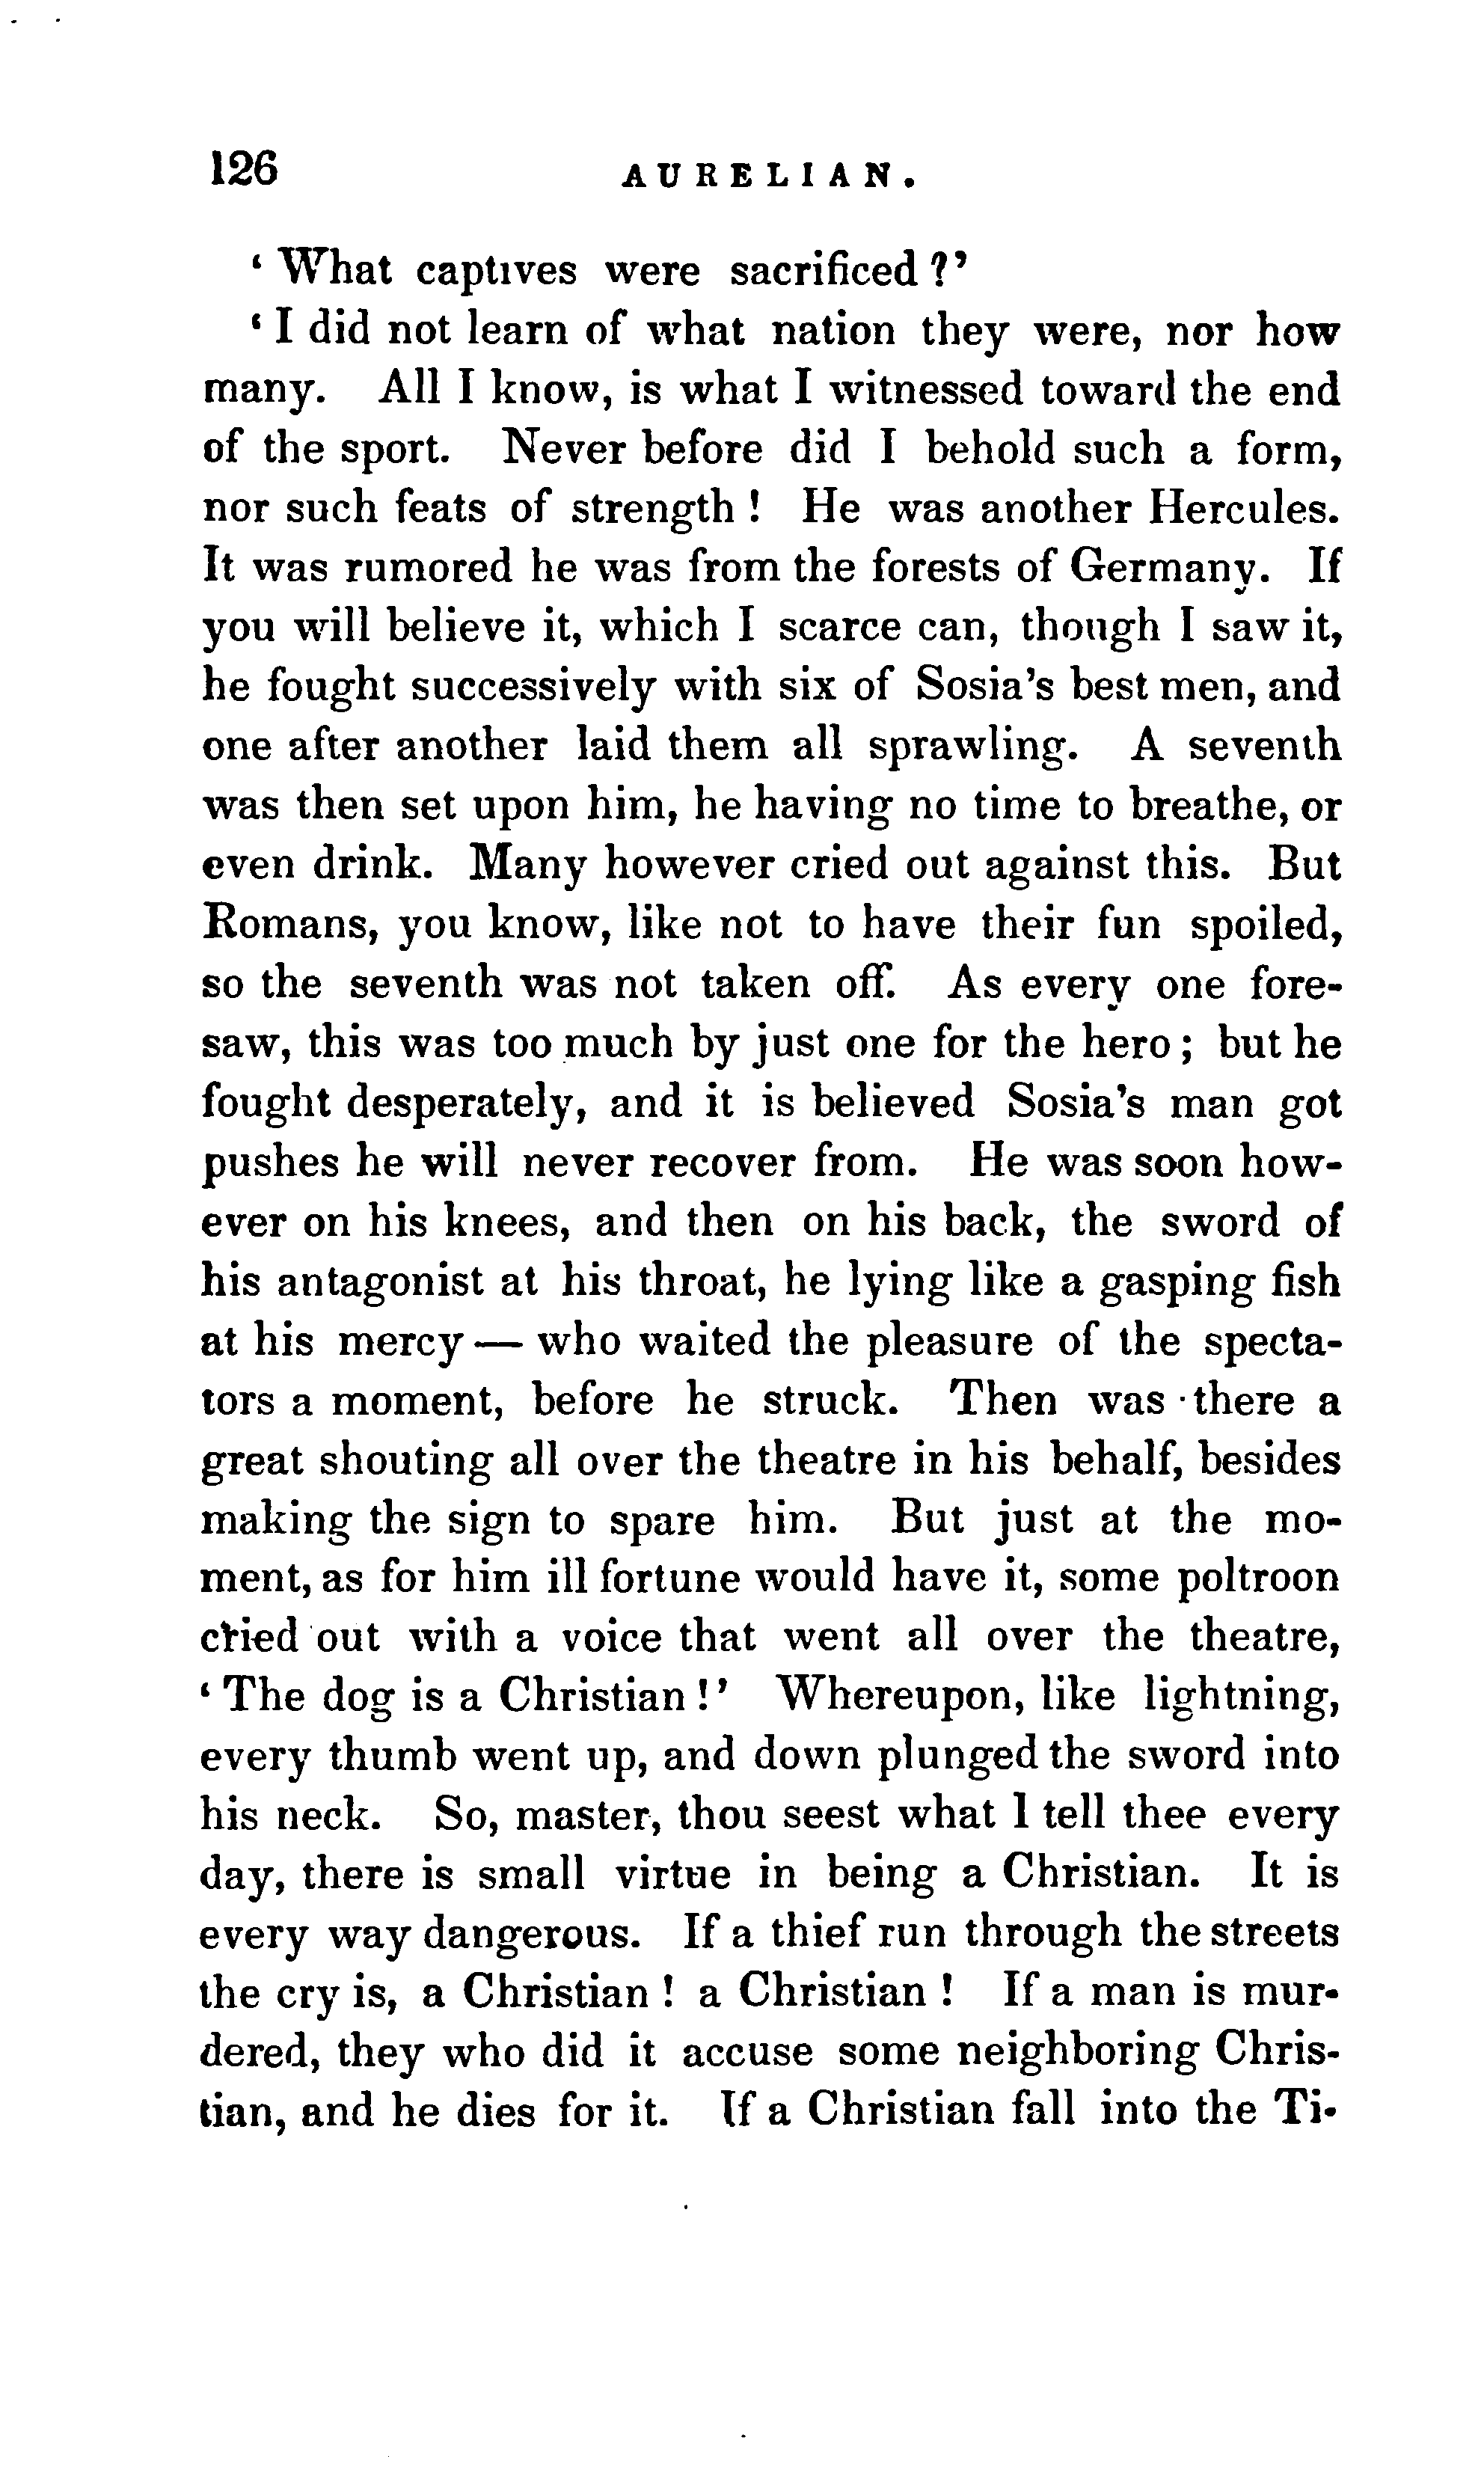 126
AURELIAN.
‘ What captives were sacrificed ?’
‘ I did not learn of what nation they were, nor how
many. All I know, is what I witnessed toward the end
of the sport. Never before did I behold such a form,
nor such feats of strength ! He was another Hercules.
It was rumored he was from the forests of Germany. If
you will believe it, which I scarce can, though I saw it,
he fought successively with six of Sosia's best men, and
one after another laid them all sprawling. A seventh
was then set upon him, he having no time to breathe, or
even drink. Many however cried out against this. But
Romans, you know, like not to have their fun spoiled,
so the seventh was not taken off. As every one fore-
saw, this was too much by just one for the hero ; but he
fought desperately, and it is believed Sosia's man got
pushes he will never recover from. He was soon how-
ever on his knees, and then on his back, the sword of
his antagonist at his throat, he lying like a gasping fish
at his mercy — who waited the pleasure of the specta-
tors a moment, before he struck. Then was there a
great shouting all over the theatre in his behalf, besides
making the sign to spare him. But just at the mo-
ment, as for him ill fortune would have it, some poltroon
cried out with a voice that went all over the theatre,
‘ The dog is a Christian !’ Whereupon, like lightning,
every thumb went up, and down plunged the sword into
his neck. So, master, thou seest what I tell thee every
day, there is small virtue in being a Christian. It is
every way dangerous. If a thief run through the streets
the cry is, a Christian ! a Christian ! If a man is mur-
dered, they who did it accuse some neighboring Chris-
tian, and he dies for it. If a Christian fall into the Ti-